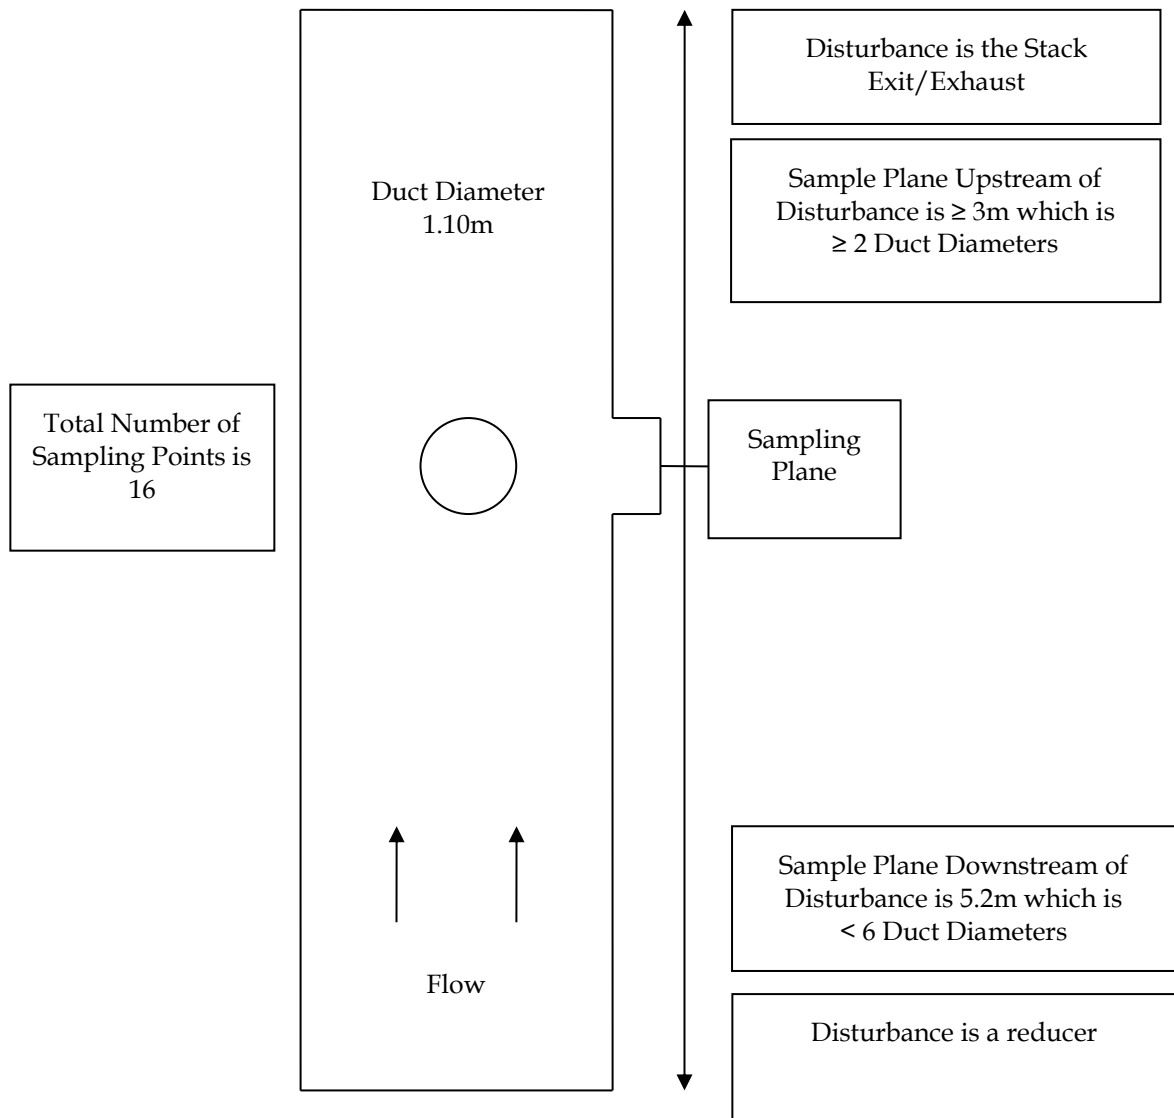 Disturbance is the Stack
Exit/Exhaust
Sample Plane Upstream of
Disturbance is ≥ 3m which is
≥ 2 Duct Diameters
Duct Diameter
1.10m
Total Number of
Sampling Points is
16
Sampling
Plane
Sample Plane Downstream of
Disturbance is 5.2m which is
< 6 Duct Diameters
Flow
Disturbance is a reducer